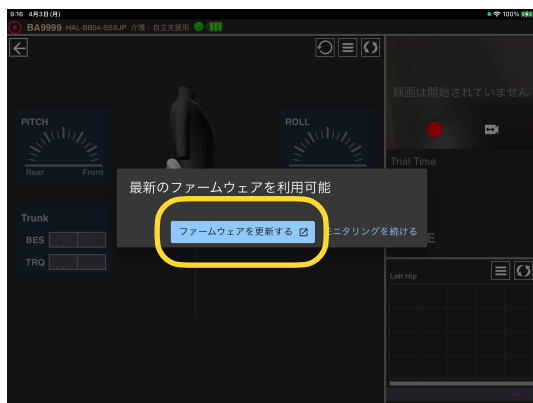 9:16 4月3日(月)
100%
BA9999 HAL-BB04-SSSJP 介護・自立支援用
録画は開始されていません
PITCH
ROLL
Rear Front
Trial Time
最新のファームウェアを利用可能
ファームウェアを更新する
ニタリングを続ける
Trunk
BES
TRQ
E
Left Hip